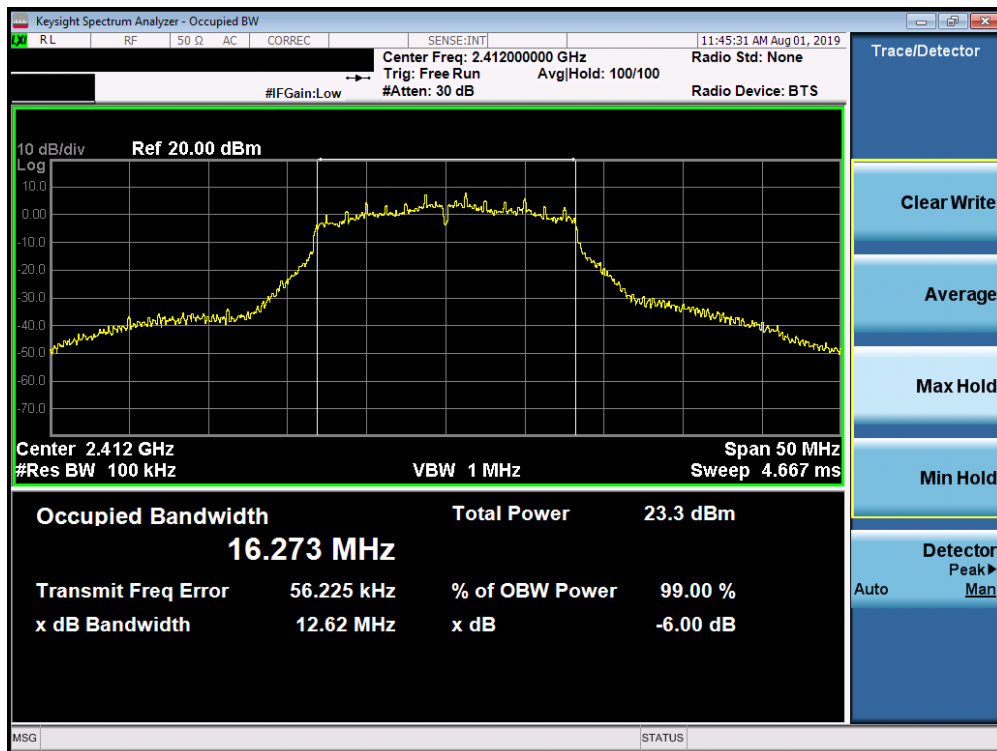 Keysight Spectrum Analyzer - Occupied BW
LXI RL RF 50 Ω AC CORREC SENSE:INT 11:45:31 AM Aug 01, 2019
Center Freq: 2.412000000 GHz Radio Std: None
Trig: Free Run Avg|Hold: 100/100
#IFGain:Low #Atten: 30 dB Radio Device: BTS
10 dB/div Ref 20.00 dBm
Log
10.0
0.00
-10.0
-20.0
-30.0
-40.0
-50.0
-60.0
-70.0
Center 2.412 GHz Span 50 MHz
#Res BW 100 kHz VBW 1 MHz Sweep 4.667 ms
Occupied Bandwidth Total Power 23.3 dBm
16.273 MHz
Transmit Freq Error 56.225 kHz % of OBW Power 99.00 %
x dB Bandwidth 12.62 MHz x dB -6.00 dB
MSG STATUS
Trace/Detector
Clear Write
Average
Max Hold
Min Hold
Detector
Peak▶
Auto Man